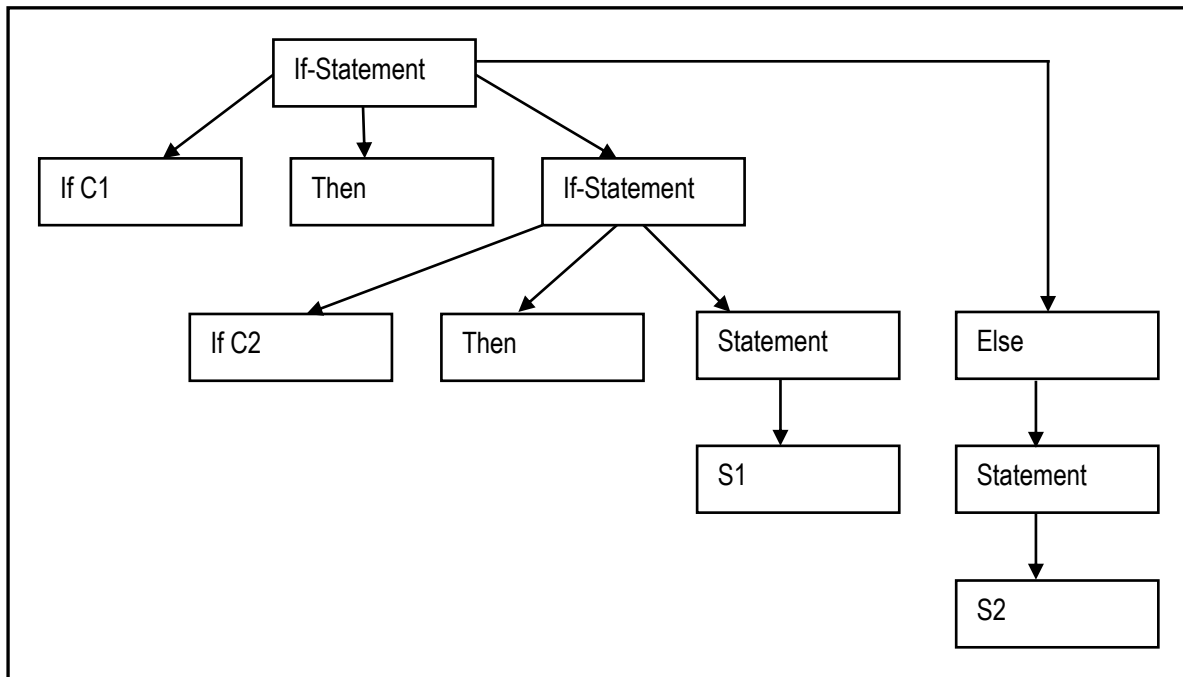 If-Statement
If C1
Then
If-Statement
If C2
Then
Statement
Else
S1
Statement
S2